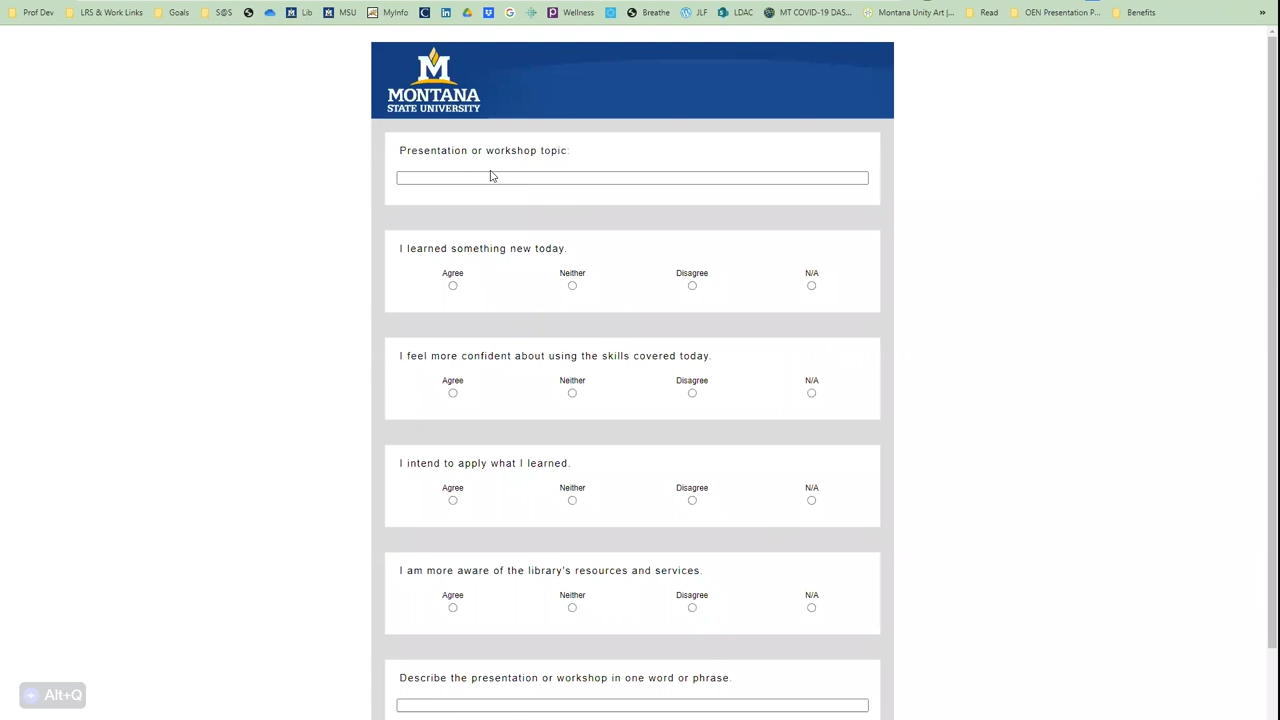 Prof Dev LRS & Work Links Goals S@S Lib MSU MyInfo Wellness Breathe JLF LDAC MT COVID-19 DAS... Montana Unity Art |... Read OEN Presentation P... Benefits »
M
MONTANA
STATE UNIVERSITY
Presentation or workshop topic:
I learned something new today.
Agree Neither Disagree N/A
I feel more confident about using the skills covered today.
Agree Neither Disagree N/A
I intend to apply what I learned.
Agree Neither Disagree N/A
I am more aware of the library's resources and services.
Agree Neither Disagree N/A
Describe the presentation or workshop in one word or phrase.
Alt+Q